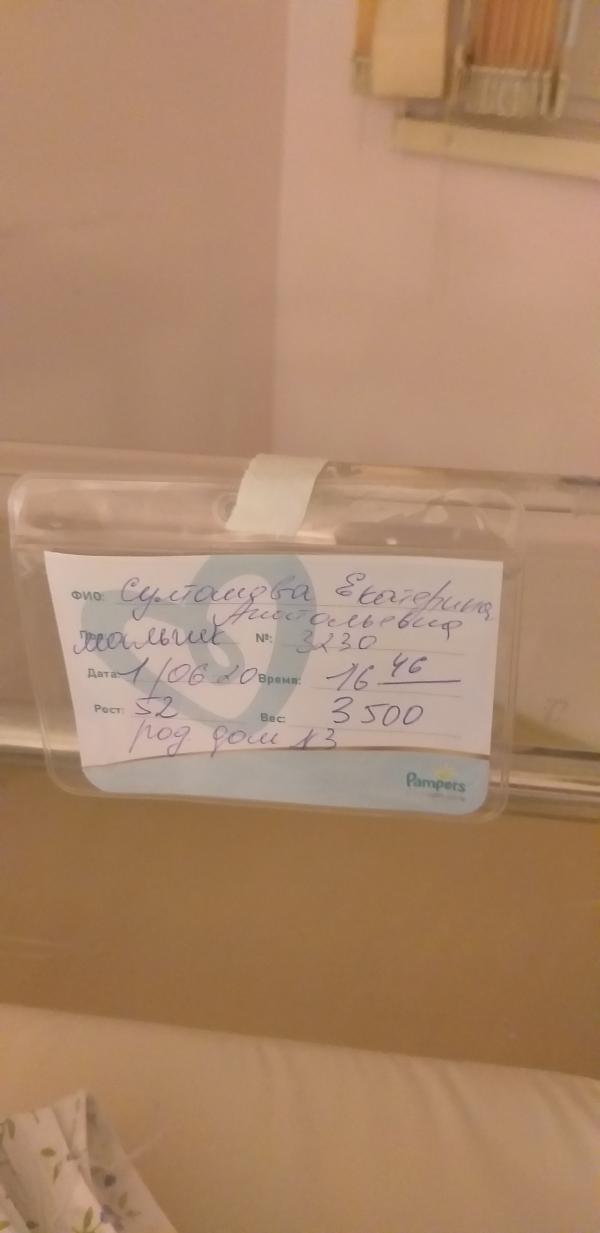 ФИО: Султанова Екатерина
Анатольевна
мальчик №: 3230
Дата: 1/06 20 Время: 16 46
Рост: 52 Вес: 3500
род дом 13
Pampers